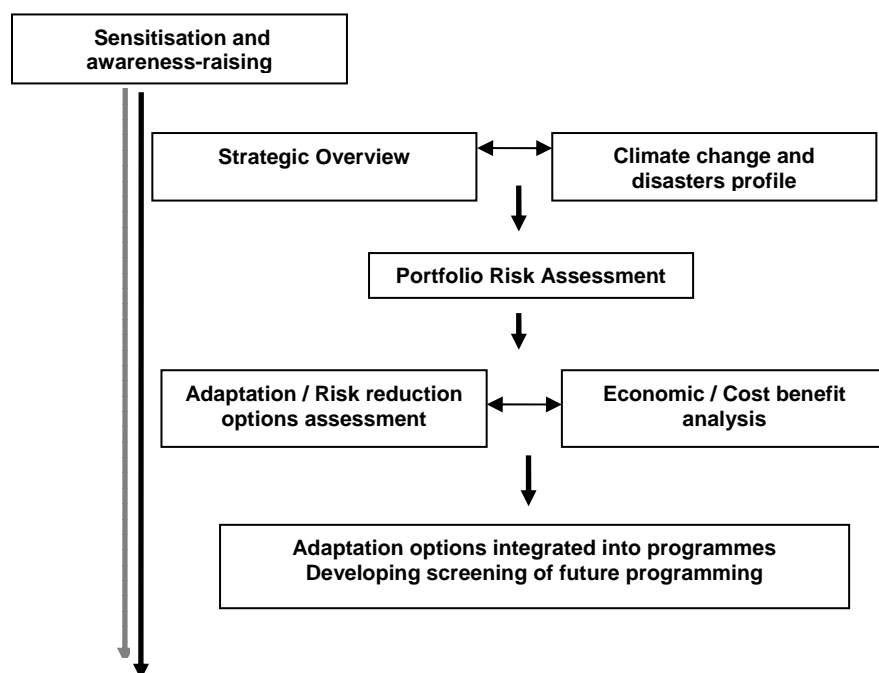 Sensitisation and
awareness-raising
Strategic Overview
Climate change and
disasters profile
Portfolio Risk Assessment
Adaptation / Risk reduction
options assessment
Economic / Cost benefit
analysis
Adaptation options integrated into programmes
Developing screening of future programming